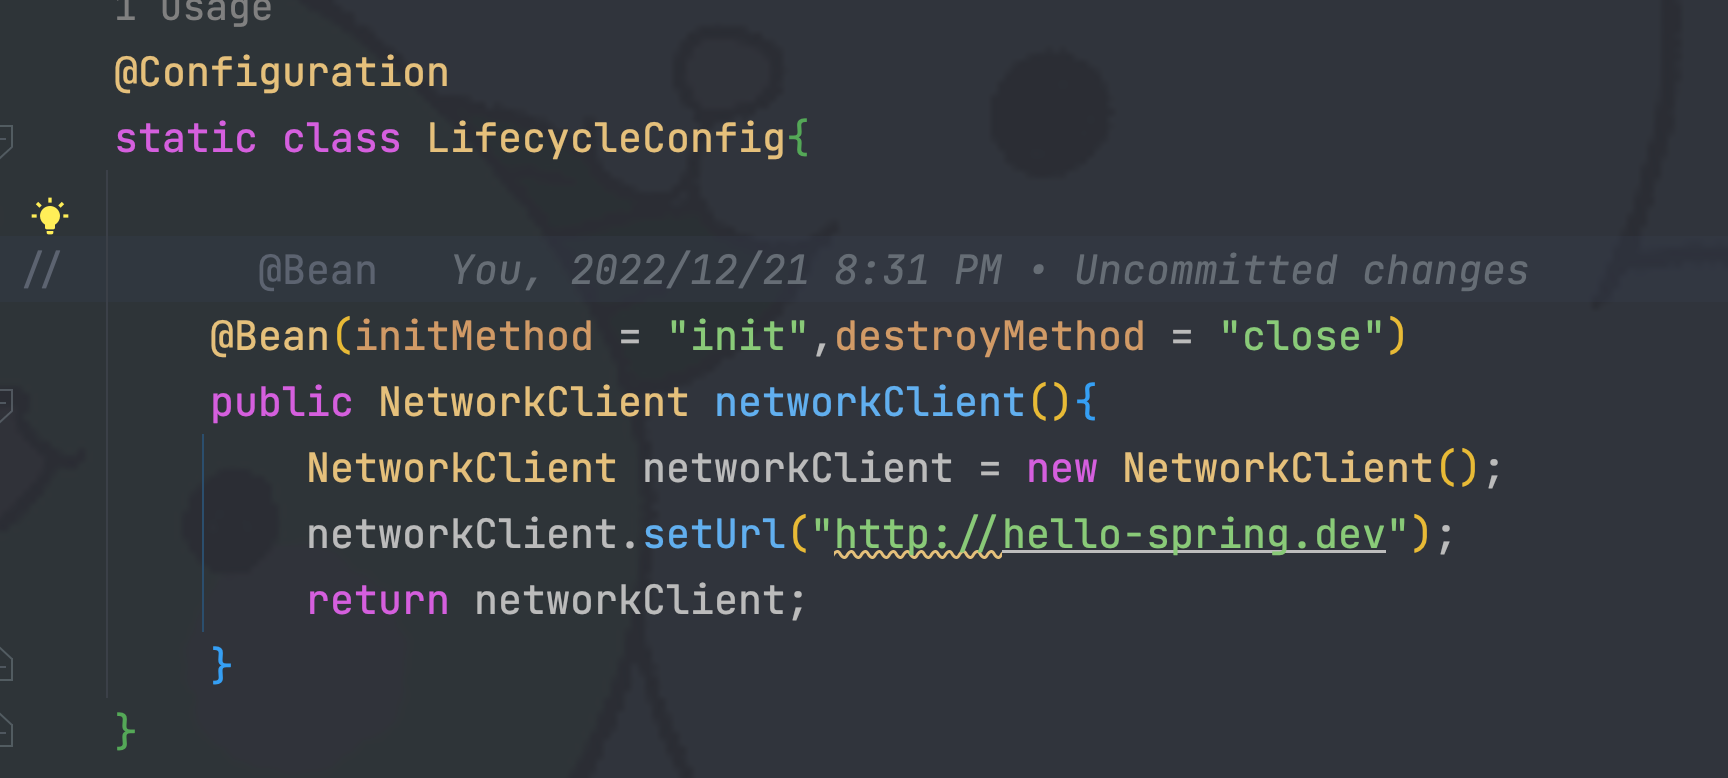 1 Usage
@Configuration
static class LifecycleConfig{
//        @Bean   You, 2022/12/21 8:31 PM • Uncommitted changes
    @Bean(initMethod = "init",destroyMethod = "close")
    public NetworkClient networkClient(){
        NetworkClient networkClient = new NetworkClient();
        networkClient.setUrl("http://hello-spring.dev");
        return networkClient;
    }
}